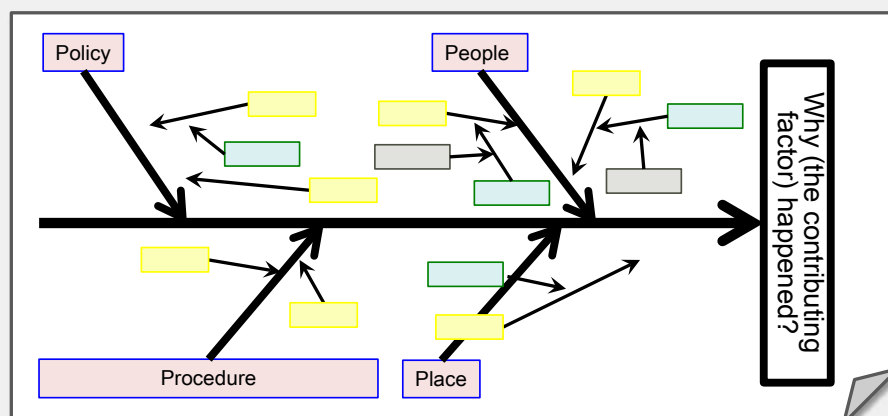 Policy
People
Why (the contributing
factor) happened?
Procedure
Place